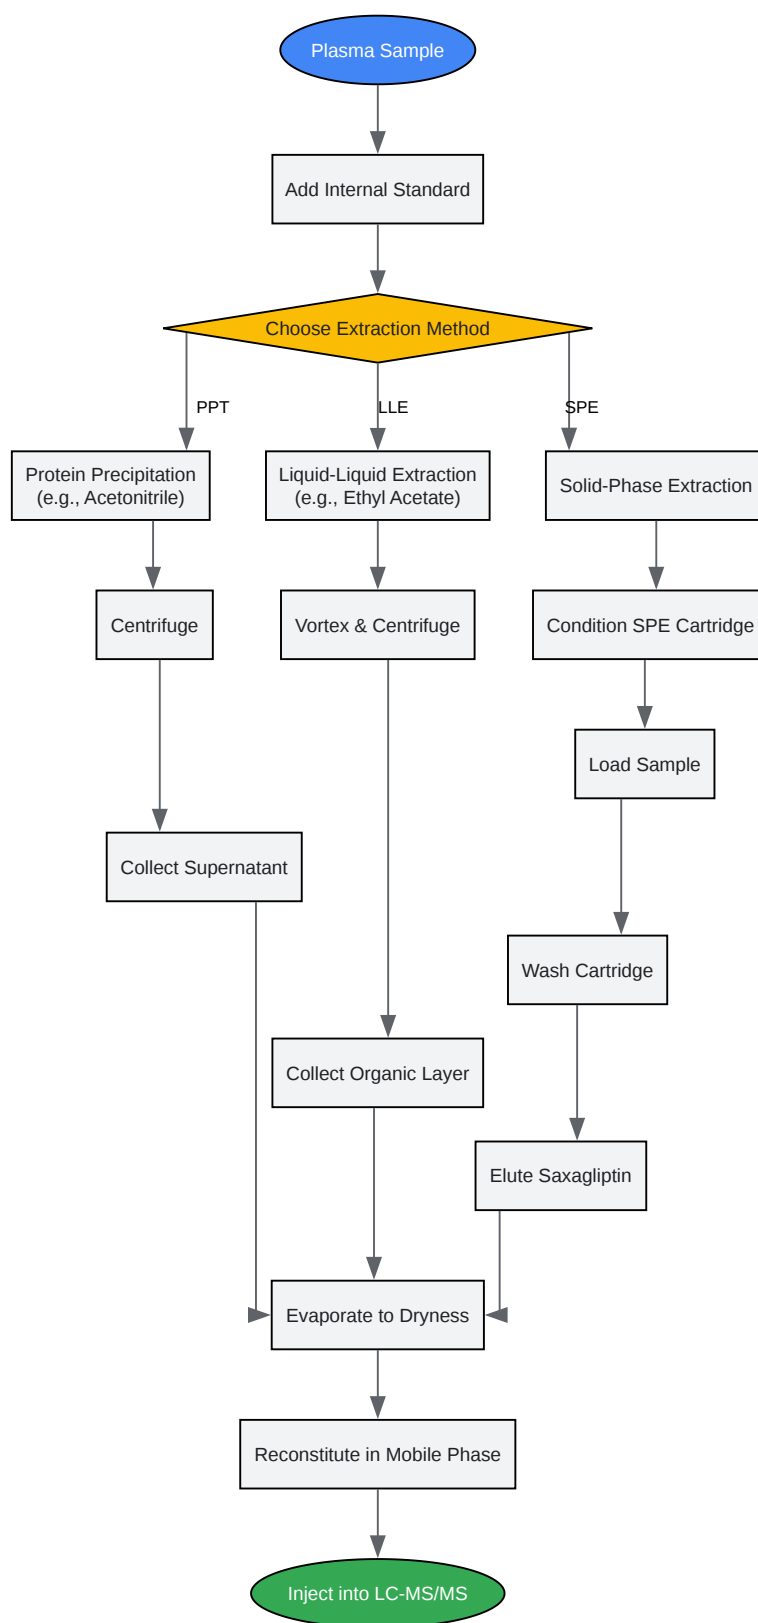 Plasma Sample
Add Internal Standard
Choose Extraction Method
PPT
LLE
SPE
Protein Precipitation
(e.g., Acetonitrile)
Liquid-Liquid Extraction
(e.g., Ethyl Acetate)
Solid-Phase Extraction
Centrifuge
Vortex & Centrifuge
Condition SPE Cartridge
Load Sample
Collect Supernatant
Wash Cartridge
Collect Organic Layer
Elute Saxagliptin
Evaporate to Dryness
Reconstitute in Mobile Phase
Inject into LC-MS/MS